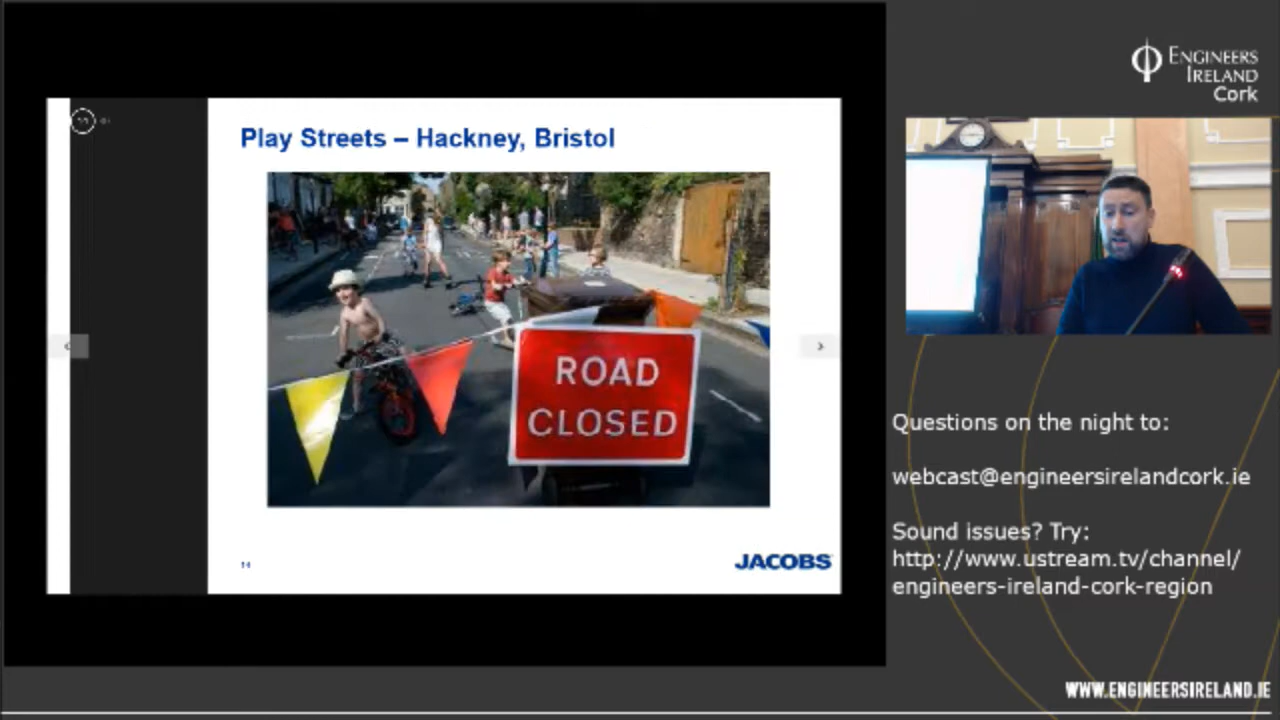 Play Streets – Hackney, Bristol
ROAD
CLOSED
JACOBS
ENGINEERS
IRELAND
Cork
Questions on the night to:
webcast@engineersirelandcork.ie
Sound issues? Try:
http://www.ustream.tv/channel/
engineers-ireland-cork-region
WWW.ENGINEERSIRELAND.IE